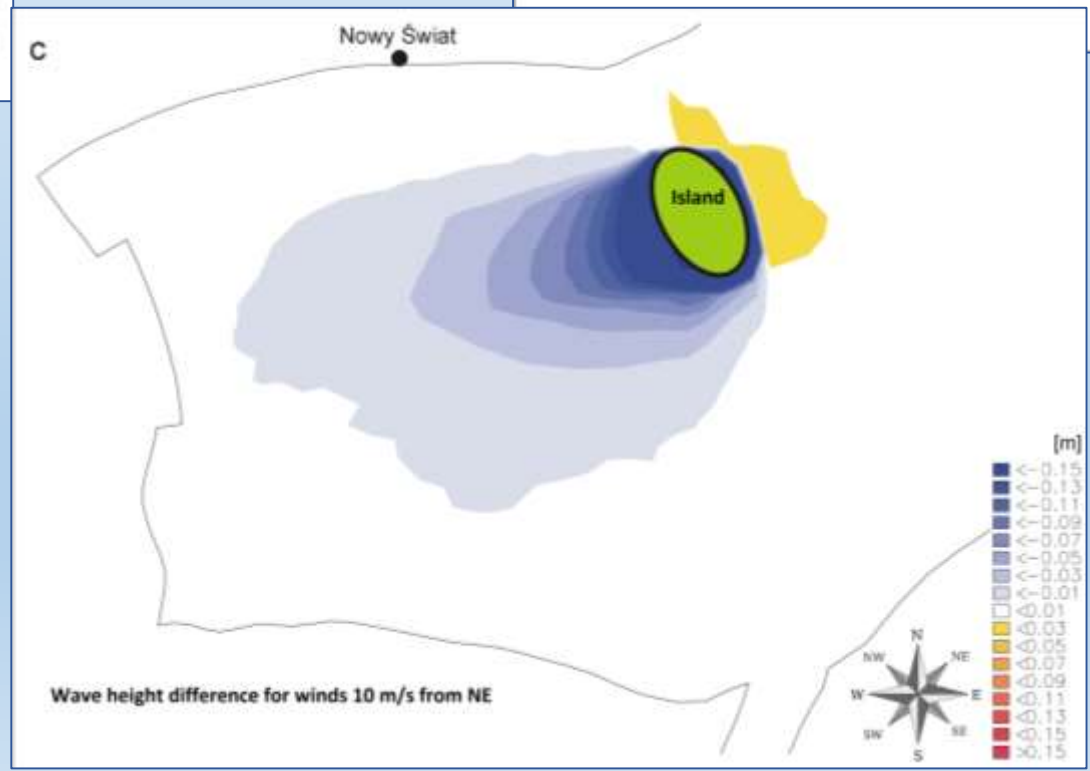 C
Nowy Świat
Island
[m]
<-0.15
<-0.13
<-0.11
<-0.09
<-0.07
<-0.05
<-0.03
<-0.01
<0.01
<0.03
<0.05
<0.07
<0.09
<0.11
<0.13
<0.15
>0.15
N
NW NE
W E
SW SE
S
Wave height difference for winds 10 m/s from NE